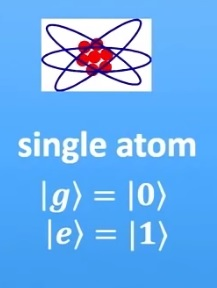 single atom
|g⟩ = |0⟩
|e⟩ = |1⟩